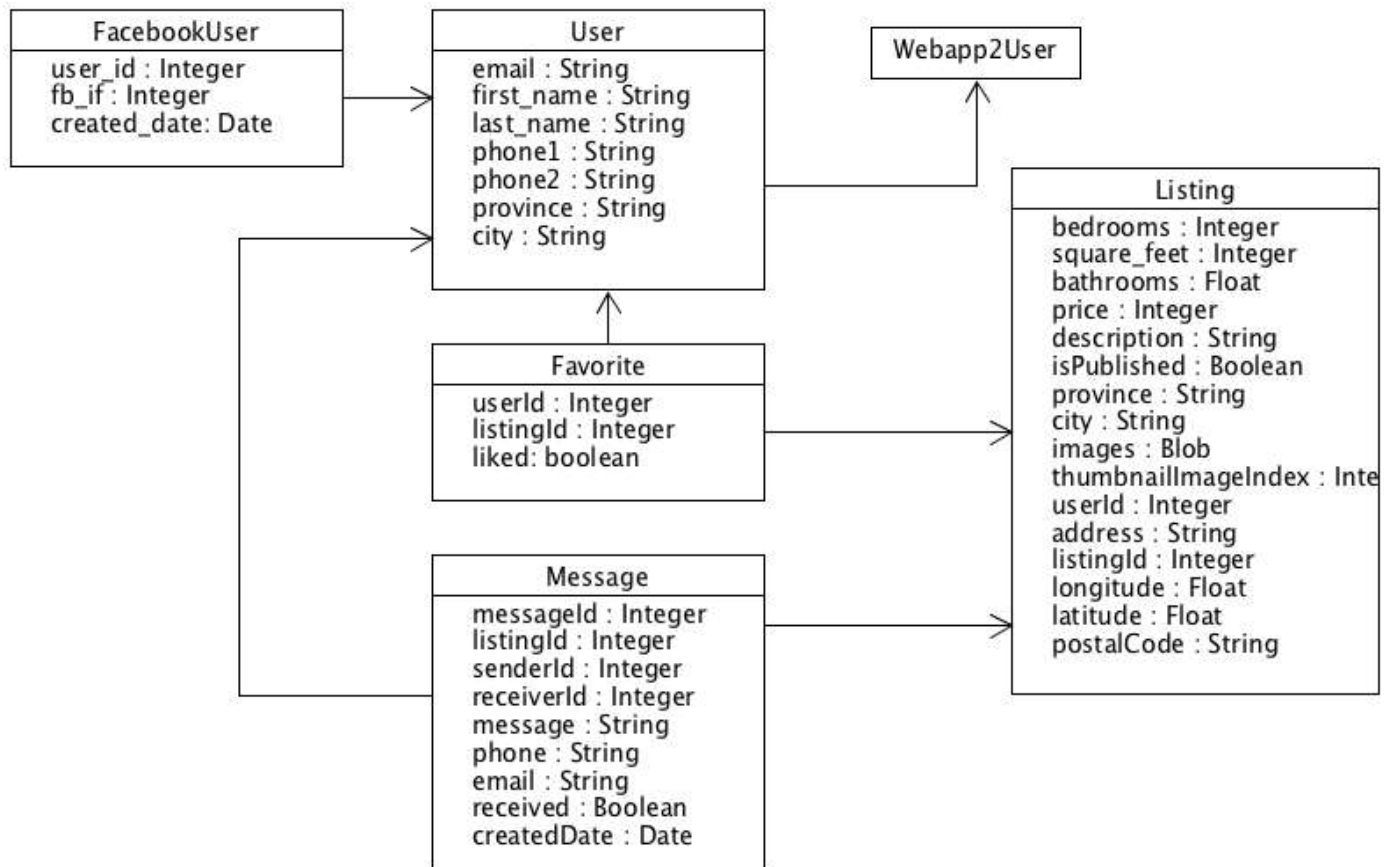 FacebookUser
user_id : Integer
fb_if : Integer
created_date: Date
User
email : String
first_name : String
last_name : String
phone1 : String
phone2 : String
province : String
city : String
Webapp2User
Listing
bedrooms : Integer
square_feet : Integer
bathrooms : Float
price : Integer
description : String
isPublished : Boolean
province : String
city : String
images : Blob
thumbnailImageIndex : Inte
userId : Integer
address : String
listingId : Integer
longitude : Float
latitude : Float
postalCode : String
Favorite
userId : Integer
listingId : Integer
liked: boolean
Message
messageId : Integer
listingId : Integer
senderId : Integer
receiverId : Integer
message : String
phone : String
email : String
received : Boolean
createdDate : Date